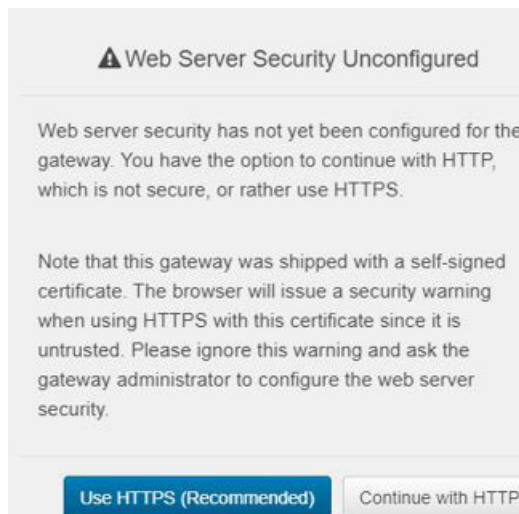 Web Server Security Unconfigured
Web server security has not yet been configured for the
gateway. You have the option to continue with HTTP,
which is not secure, or rather use HTTPS.
Note that this gateway was shipped with a self-signed
certificate. The browser will issue a security warning
when using HTTPS with this certificate since it is
untrusted. Please ignore this warning and ask the
gateway administrator to configure the web server
security.
Use HTTPS (Recommended) Continue with HTTP